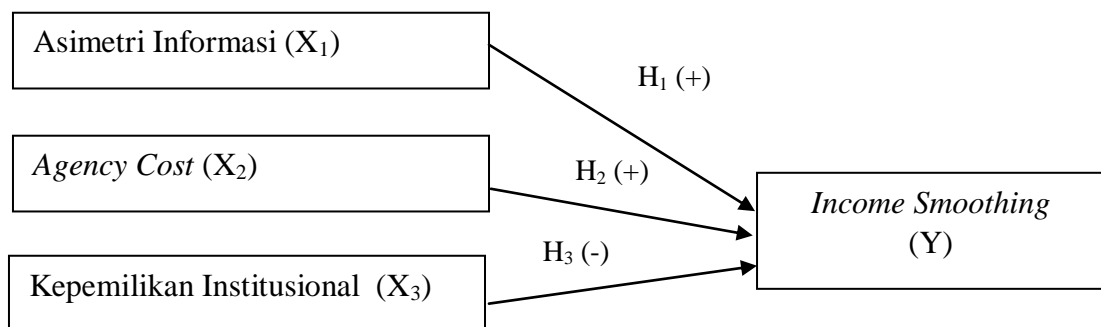 Asimetri Informasi (X₁)
H₁ (+)
Agency Cost (X₂)
H₂ (+)
Income Smoothing
(Y)
H₃ (-)
Kepemilikan Institusional (X₃)